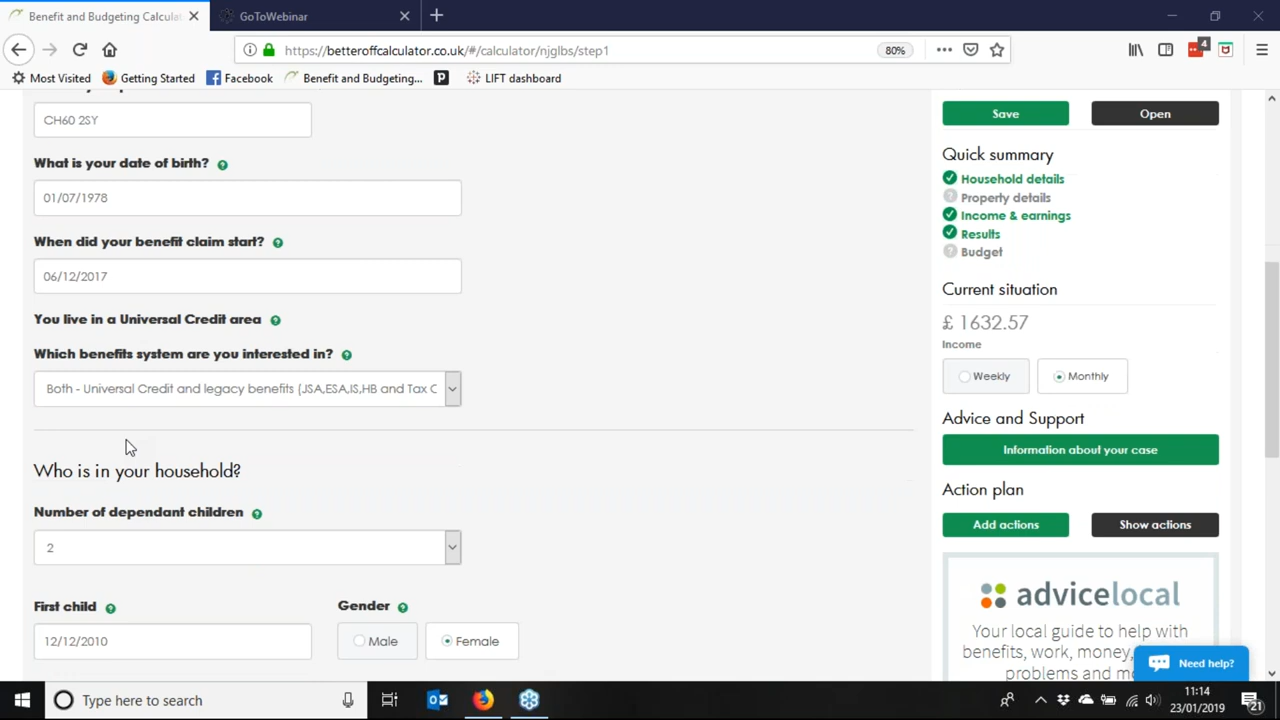 Benefit and Budgeting Calcula
GoToWebinar
https://betteroffcalculator.co.uk/#/calculator/njglbs/step1
80%
4
Most Visited
Getting Started
Facebook
Benefit and Budgeting...
LIFT dashboard
CH60 2SY
What is your date of birth?
01/07/1978
When did your benefit claim start?
06/12/2017
You live in a Universal Credit area
Which benefits system are you interested in?
Both - Universal Credit and legacy benefits (JSA,ESA,IS,HB and Tax C
Who is in your household?
Number of dependant children
2
First child
Gender
12/12/2010
Male
Female
Save
Open
Quick summary
Household details
Property details
Income & earnings
Results
Budget
Current situation
£ 1632.57
Income
Weekly
Monthly
Advice and Support
Information about your case
Action plan
Add actions
Show actions
advicelocal
Your local guide to help with
benefits, work, money,
problems and m
Need help?
Type here to search
11:14
23/01/2019
21